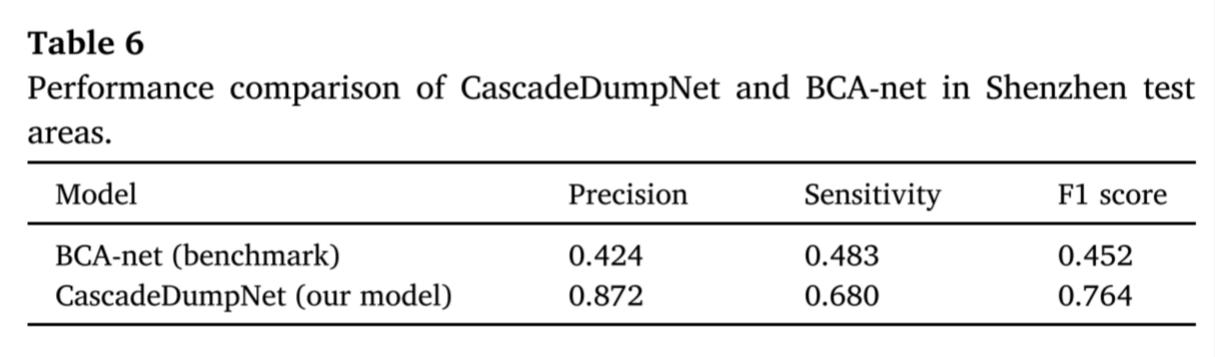 Table 6
Performance comparison of CascadeDumpNet and BCA-net in Shenzhen test
areas.
Model Precision Sensitivity F1 score
BCA-net (benchmark) 0.424 0.483 0.452
CascadeDumpNet (our model) 0.872 0.680 0.764